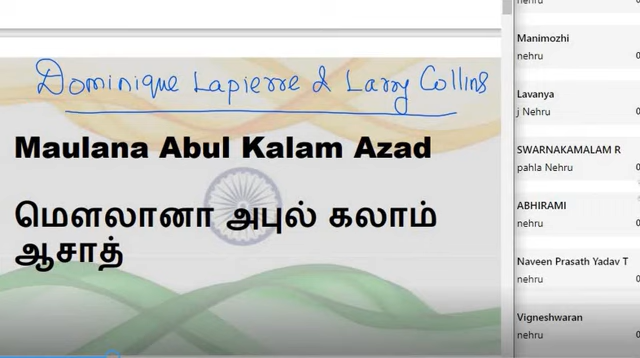 Dominique Lapierre & Larry Collins
Maulana Abul Kalam Azad
மௌலானா அபுல் கலாம்
ஆசாத்
nehru
Manimozhi
nehru
Lavanya
j Nehru
SWARNAKAMALAM R
pahla Nehru
ABHIRAMI
nehru
Naveen Prasath Yadav T
nehru
Vigneshwaran
nehru